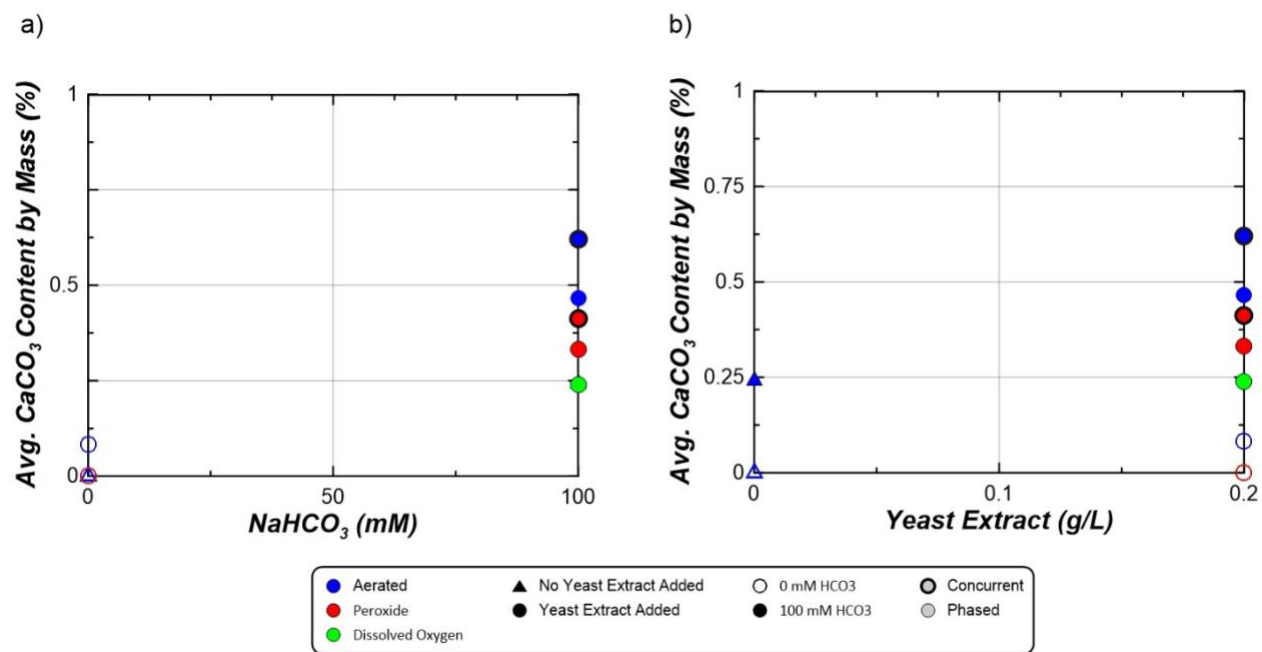 a)
Avg. CaCO3 Content by Mass (%)
1
0.5
0
0
50
100
NaHCO3 (mM)
b)
Avg. CaCO3 Content by Mass (%)
1
0.75
0.5
0.25
0
0
0.1
0.2
Yeast Extract (g/L)
Aerated
Peroxide
Dissolved Oxygen
No Yeast Extract Added
Yeast Extract Added
0 mM HCO3
100 mM HCO3
Concurrent
Phased